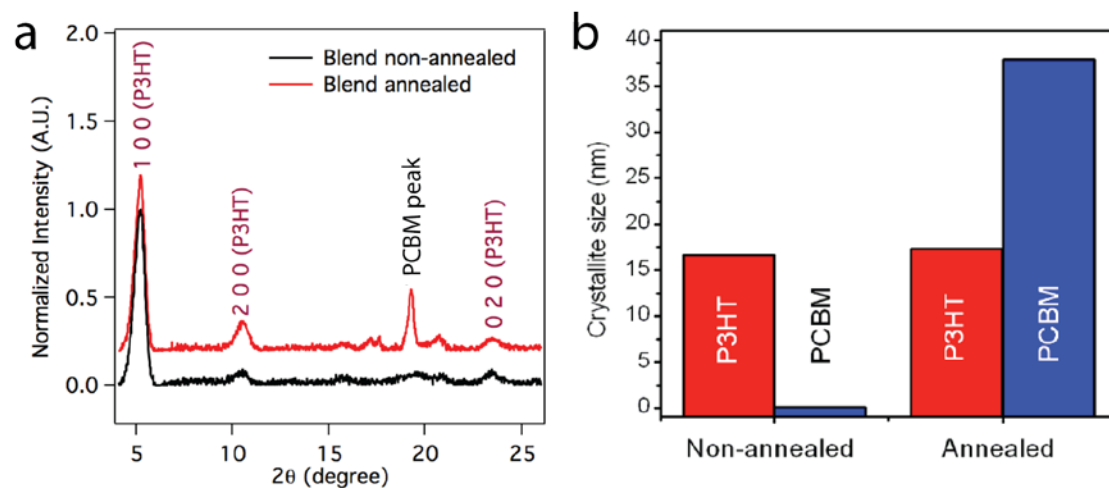 a
2.0
1.5
1.0
0.5
0.0
Normalized Intensity (A.U.)
Blend non-annealed
Blend annealed
1 0 0 (P3HT)
2 0 0 (P3HT)
PCBM peak
0 2 0 (P3HT)
5 10 15 20 25
2θ (degree)
b
40
35
30
25
20
15
10
5
0
Crystallite size (nm)
P3HT
PCBM
P3HT
PCBM
Non-annealed Annealed